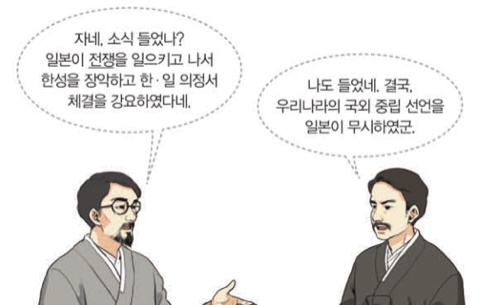 자네, 소식 들었나?
일본이 전쟁을 일으키고 나서
한성을 장악하고 한·일 의정서
체결을 강요하였다네.
나도 들었네. 결국,
우리나라의 국외 중립 선언을
일본이 무시하였군.